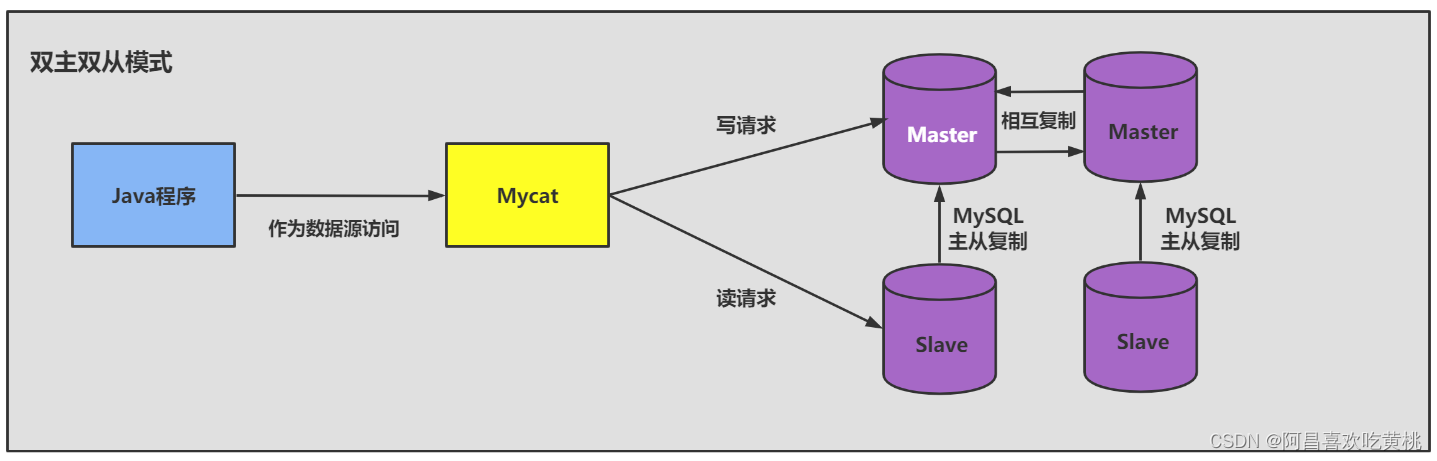 双主双从模式
Java程序
作为数据源访问
Mycat
写请求
读请求
Master
相互复制
Master
MySQL
主从复制
MySQL
主从复制
Slave
Slave
CSDN @阿昌喜欢吃黄桃